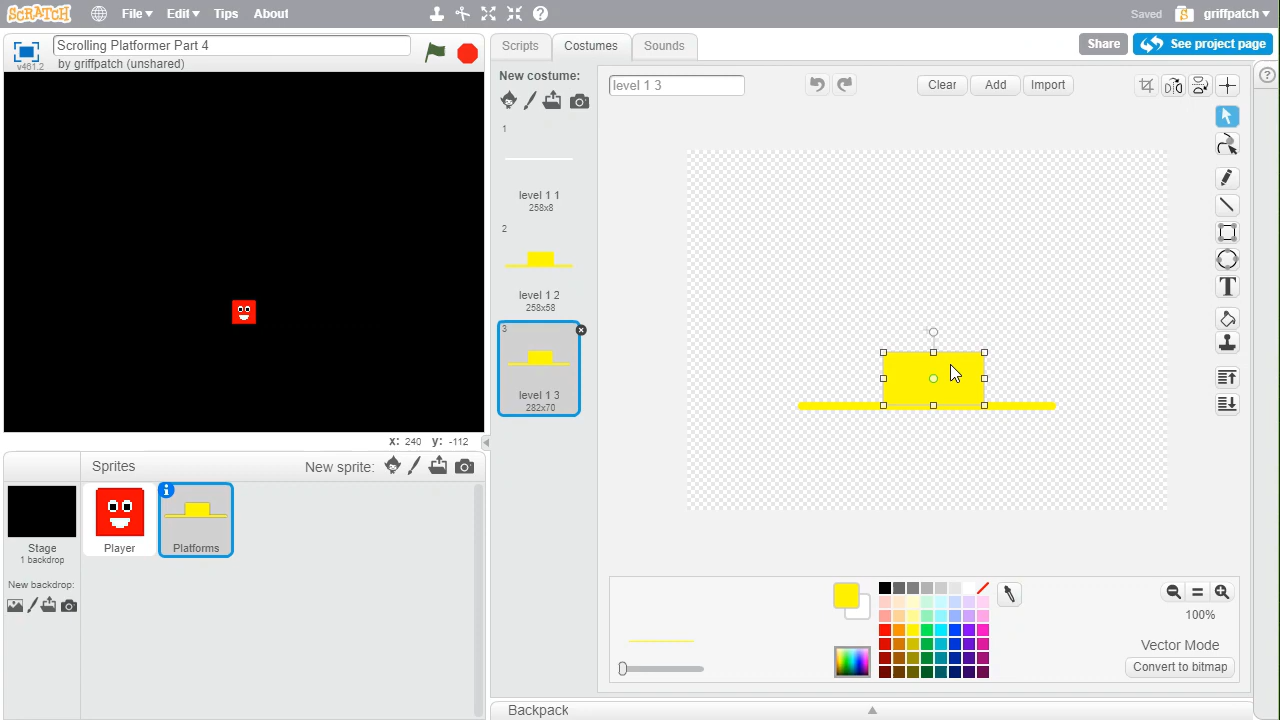 SCRATCH File Edit Tips About Saved griffpatch
Scrolling Platformer Part 4
by griffpatch (unshared)
v461.2
Scripts Costumes Sounds
Share See project page
New costume:
level 1 3
Clear Add Import
1
level 1 1
258x8
2
level 1 2
258x58
3
level 1 3
282x70
x: 240 y: -112
Sprites New sprite:
Stage
1 backdrop
New backdrop:
Player
Platforms
T
100%
Vector Mode
Convert to bitmap
Backpack